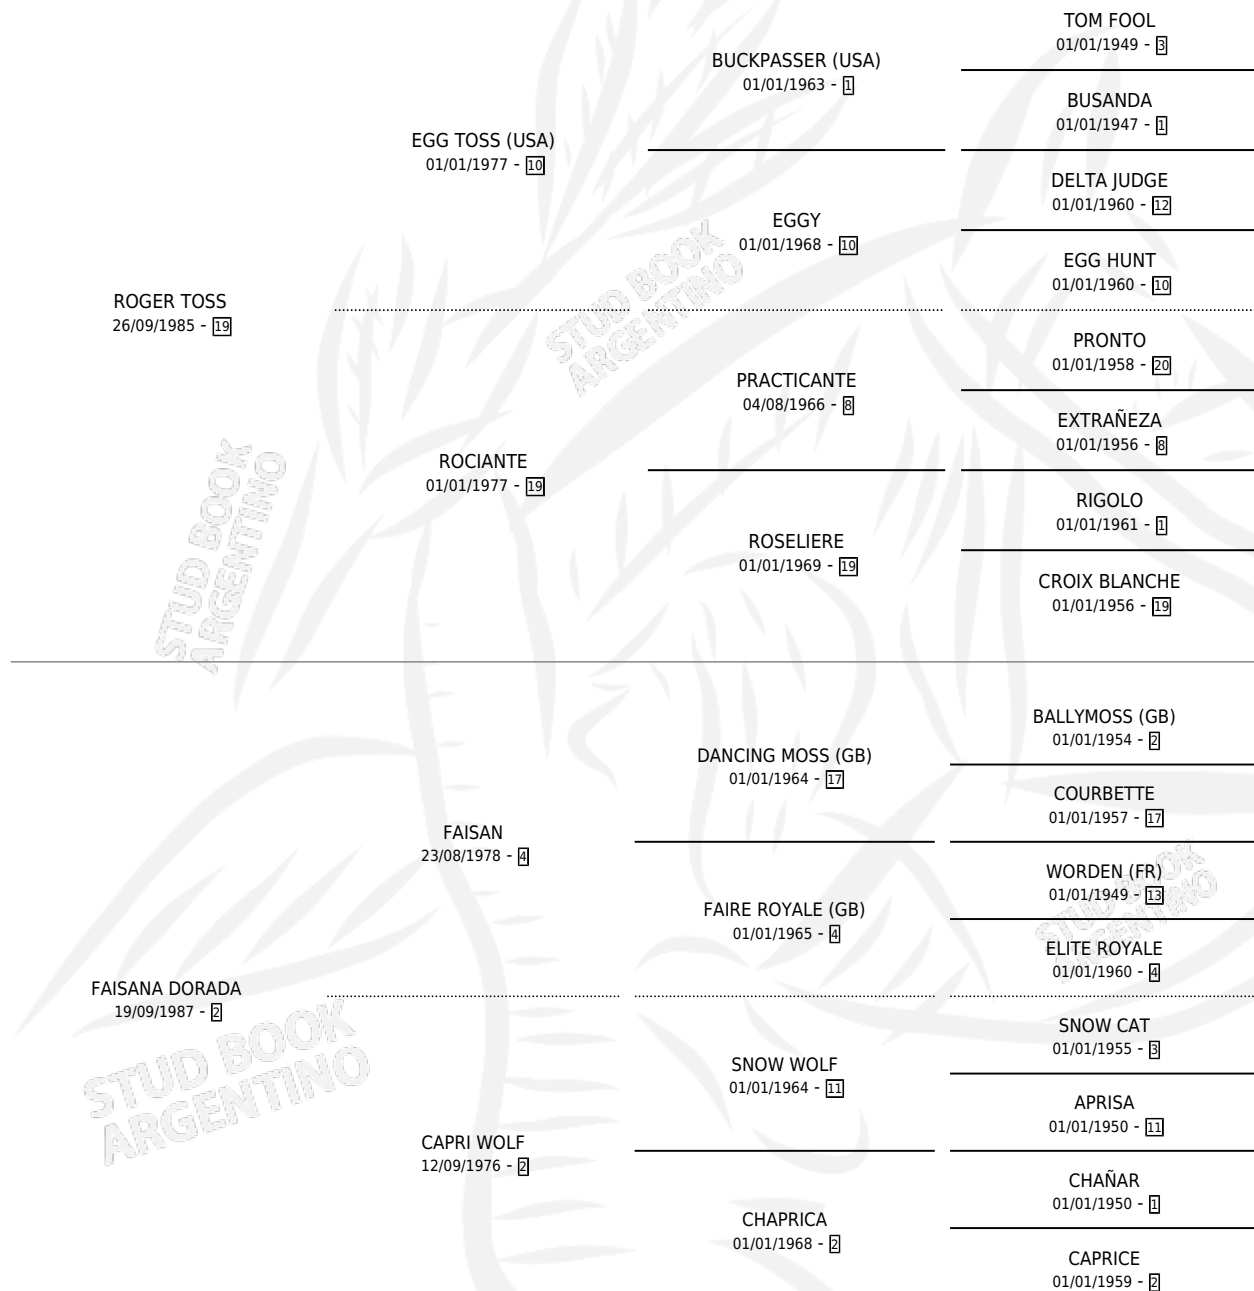 TOM FOOL
01/01/1949 - 3
BUCKPASSER (USA)
01/01/1963 - 1
BUSANDA
01/01/1947 - 1
EGG TOSS (USA)
01/01/1977 - 10
DELTA JUDGE
01/01/1960 - 12
EGGY
01/01/1968 - 10
EGG HUNT
01/01/1960 - 10
ROGER TOSS
26/09/1985 - 19
PRONTO
01/01/1958 - 20
PRACTICANTE
04/08/1966 - 8
EXTRAÑEZA
01/01/1956 - 8
ROCIANTE
01/01/1977 - 19
RIGOLO
01/01/1961 - 1
ROSELIERE
01/01/1969 - 19
CROIX BLANCHE
01/01/1956 - 19
BALLYMOSS (GB)
01/01/1954 - 2
DANCING MOSS (GB)
01/01/1964 - 17
COURBETTE
01/01/1957 - 17
FAISAN
23/08/1978 - 4
WORDEN (FR)
01/01/1949 - 13
FAIRE ROYALE (GB)
01/01/1965 - 4
ELITE ROYALE
01/01/1960 - 4
FAISANA DORADA
19/09/1987 - 2
SNOW CAT
01/01/1955 - 3
SNOW WOLF
01/01/1964 - 11
APRISA
01/01/1950 - 11
CAPRI WOLF
12/09/1976 - 2
CHAÑAR
01/01/1950 - 1
CHAPRICA
01/01/1968 - 2
CAPRICE
01/01/1959 - 2
STUD BOOK
ARGENTINO
STUD BOOK
ARGENTINO
STUD BOOK
ARGENTINO
STUD BOOK
ARGENTINO